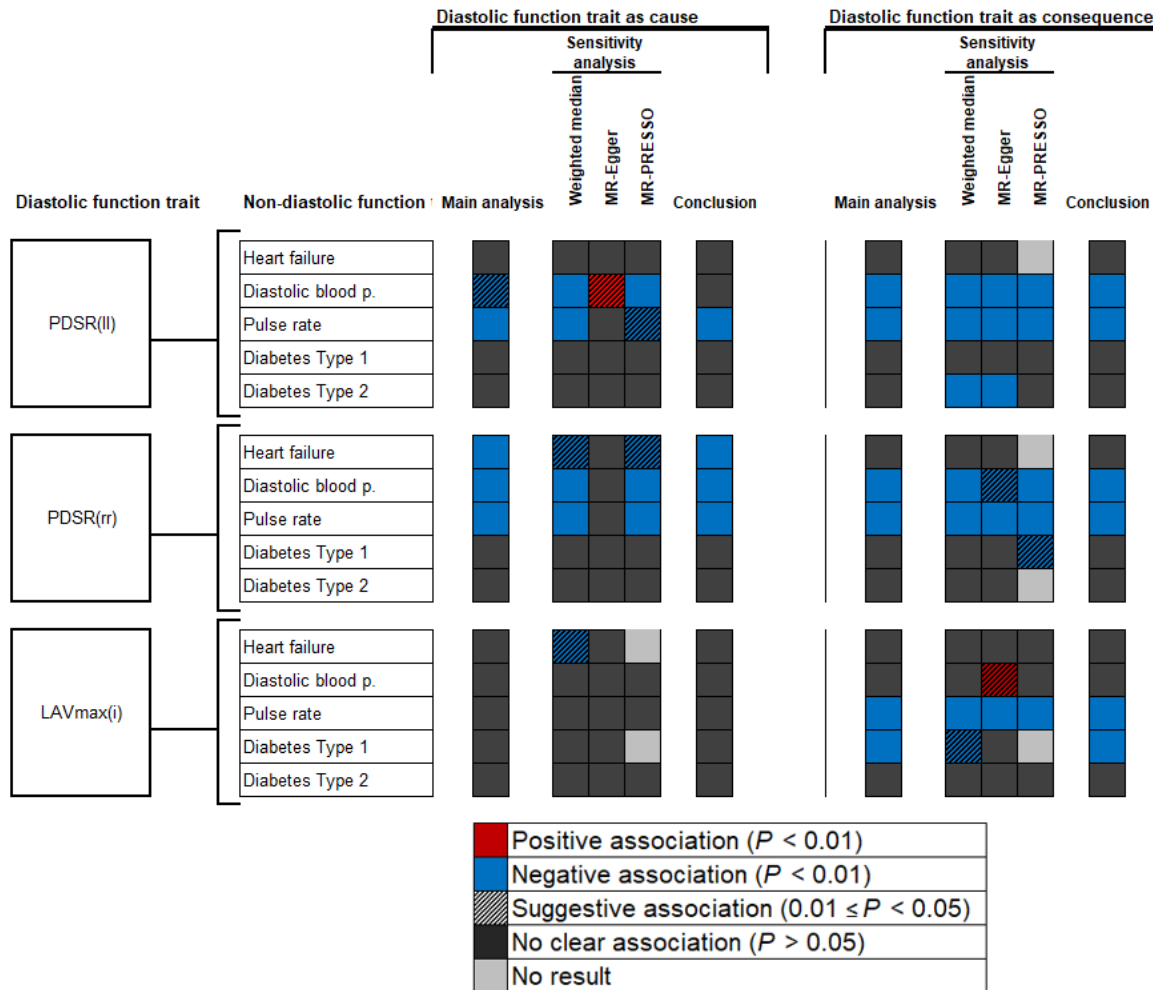 Diastolic function trait as cause
Diastolic function trait as consequence
Sensitivity
analysis
Sensitivity
analysis
Weighted median
MR-Egger
MR-PRESSO
Weighted median
MR-Egger
MR-PRESSO
Diastolic function trait
Non-diastolic function
Main analysis
Conclusion
Main analysis
Conclusion
PDSR(ll)
Heart failure
Diastolic blood p.
Pulse rate
Diabetes Type 1
Diabetes Type 2
PDSR(rr)
Heart failure
Diastolic blood p.
Pulse rate
Diabetes Type 1
Diabetes Type 2
LAVmax(i)
Heart failure
Diastolic blood p.
Pulse rate
Diabetes Type 1
Diabetes Type 2
Positive association (P < 0.01)
Negative association (P < 0.01)
Suggestive association (0.01 ≤ P < 0.05)
No clear association (P > 0.05)
No result